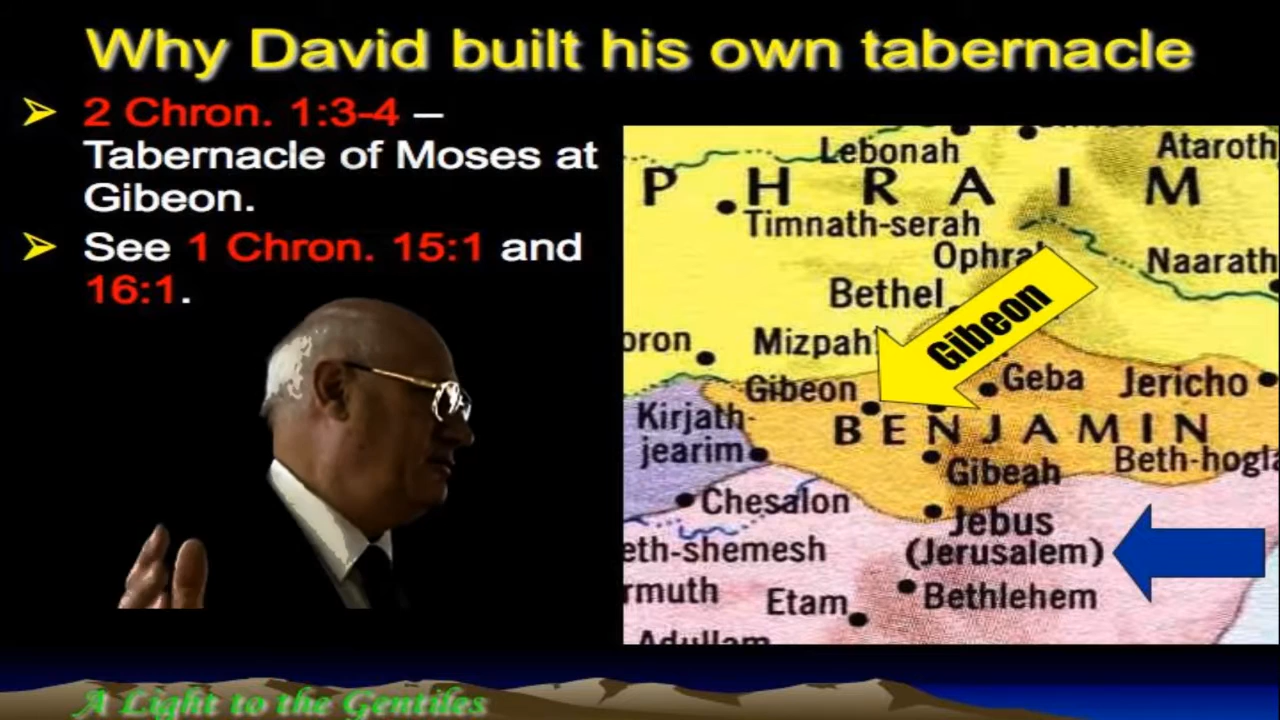 Why David built his own tabernacle
2 Chron. 1:3-4 –
Tabernacle of Moses at
Gibeon.
See 1 Chron. 15:1 and
16:1.
Lebonah
Ataroth
PHRAIM
Timnath-serah
Ophrah
Naarath
Bethel
Gibeon
oron
Mizpah
Gibeon
Geba
Jericho
Kirjath-
jearim
BENJAMIN
Gibeah
Beth-hogla
Chesalon
Jebus
(Jerusalem)
eth-shemesh
rmuth
Etam
Bethlehem
Adullam
A Light to the Gentiles